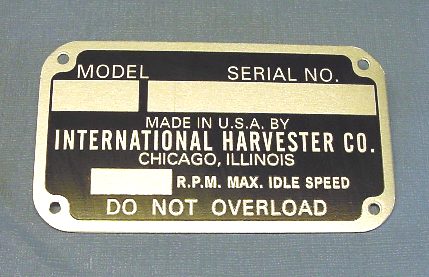 MODEL SERIAL NO.
MADE IN U.S.A. BY
INTERNATIONAL HARVESTER CO.
CHICAGO, ILLINOIS
R.P.M. MAX. IDLE SPEED
DO NOT OVERLOAD